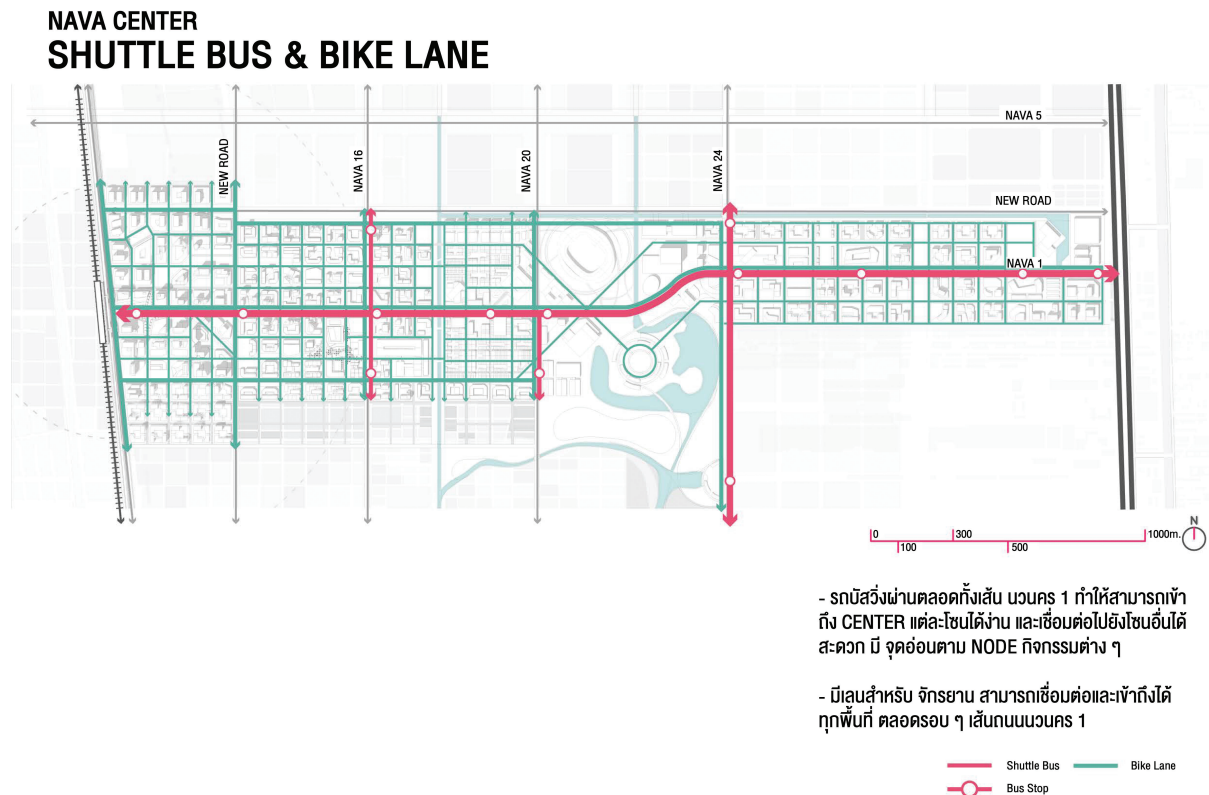 NAVA CENTER
SHUTTLE BUS & BIKE LANE
NAVA 5
NEW ROAD
NAVA 16
NAVA 20
NAVA 24
NEW ROAD
NAVA 1
0
100
300
500
1000m.
N
- รถบัสวิ่งผ่านตลอดทั้งเส้น นวนคร 1 ทำให้สามารถเข้า
ถึง CENTER แต่ละโซนได้ง่าน และเชื่อมต่อไปยังโซนอื่นได้
สะดวก มี จุดอ่อนตาม NODE กิจกรรมต่าง ๆ
- มีเลนสำหรับ จักรยาน สามารถเชื่อมต่อและเข้าถึงได้
ทุกพื้นที่ ตลอดรอบ ๆ เส้นถนนนวนคร 1
Shuttle Bus
Bike Lane
Bus Stop